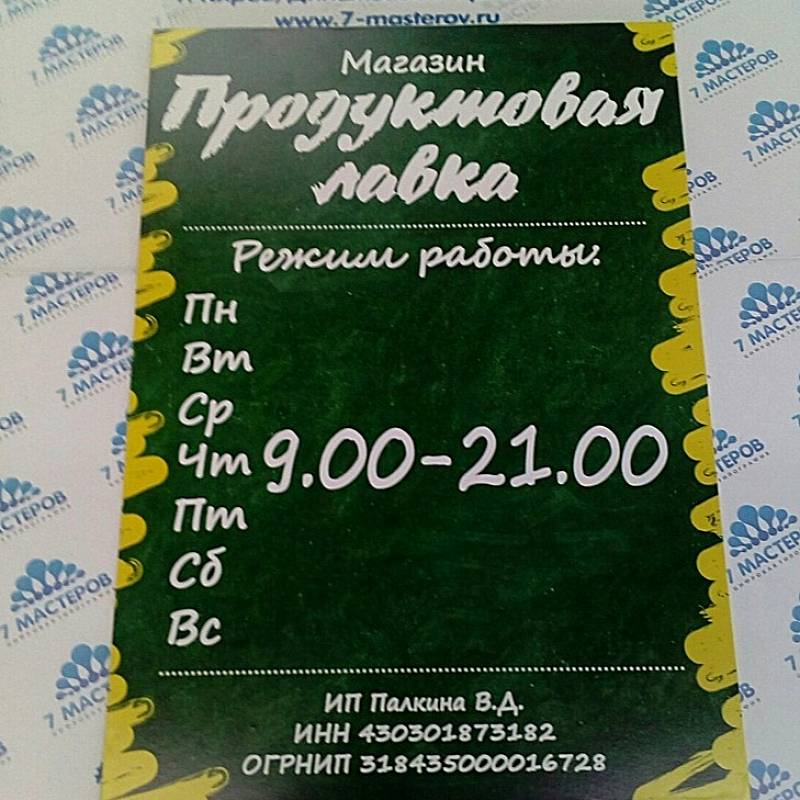 www.7-masterov.ru
Магазин
Продуктовая
лавка
Режим работы:
Пн
Вт
Ср
Чт 9.00-21.00
Пт
Сб
Вс
ИП Палкина В.Д.
ИНН 430301873182
ОГРНИП 318435000016728
7 МАСТЕРОВ